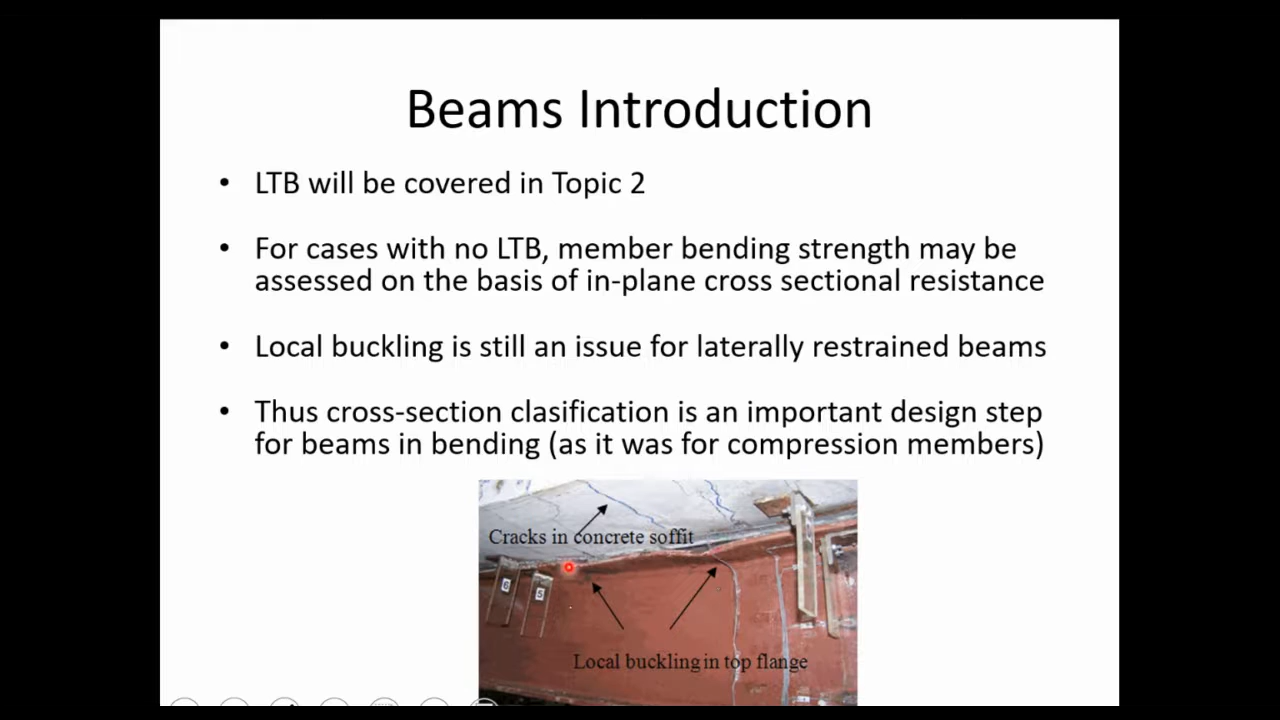 Beams Introduction
• LTB will be covered in Topic 2
• For cases with no LTB, member bending strength may be
assessed on the basis of in-plane cross sectional resistance
• Local buckling is still an issue for laterally restrained beams
• Thus cross-section clasification is an important design step
for beams in bending (as it was for compression members)
Cracks in concrete soffit
6
5
Local buckling in top flange